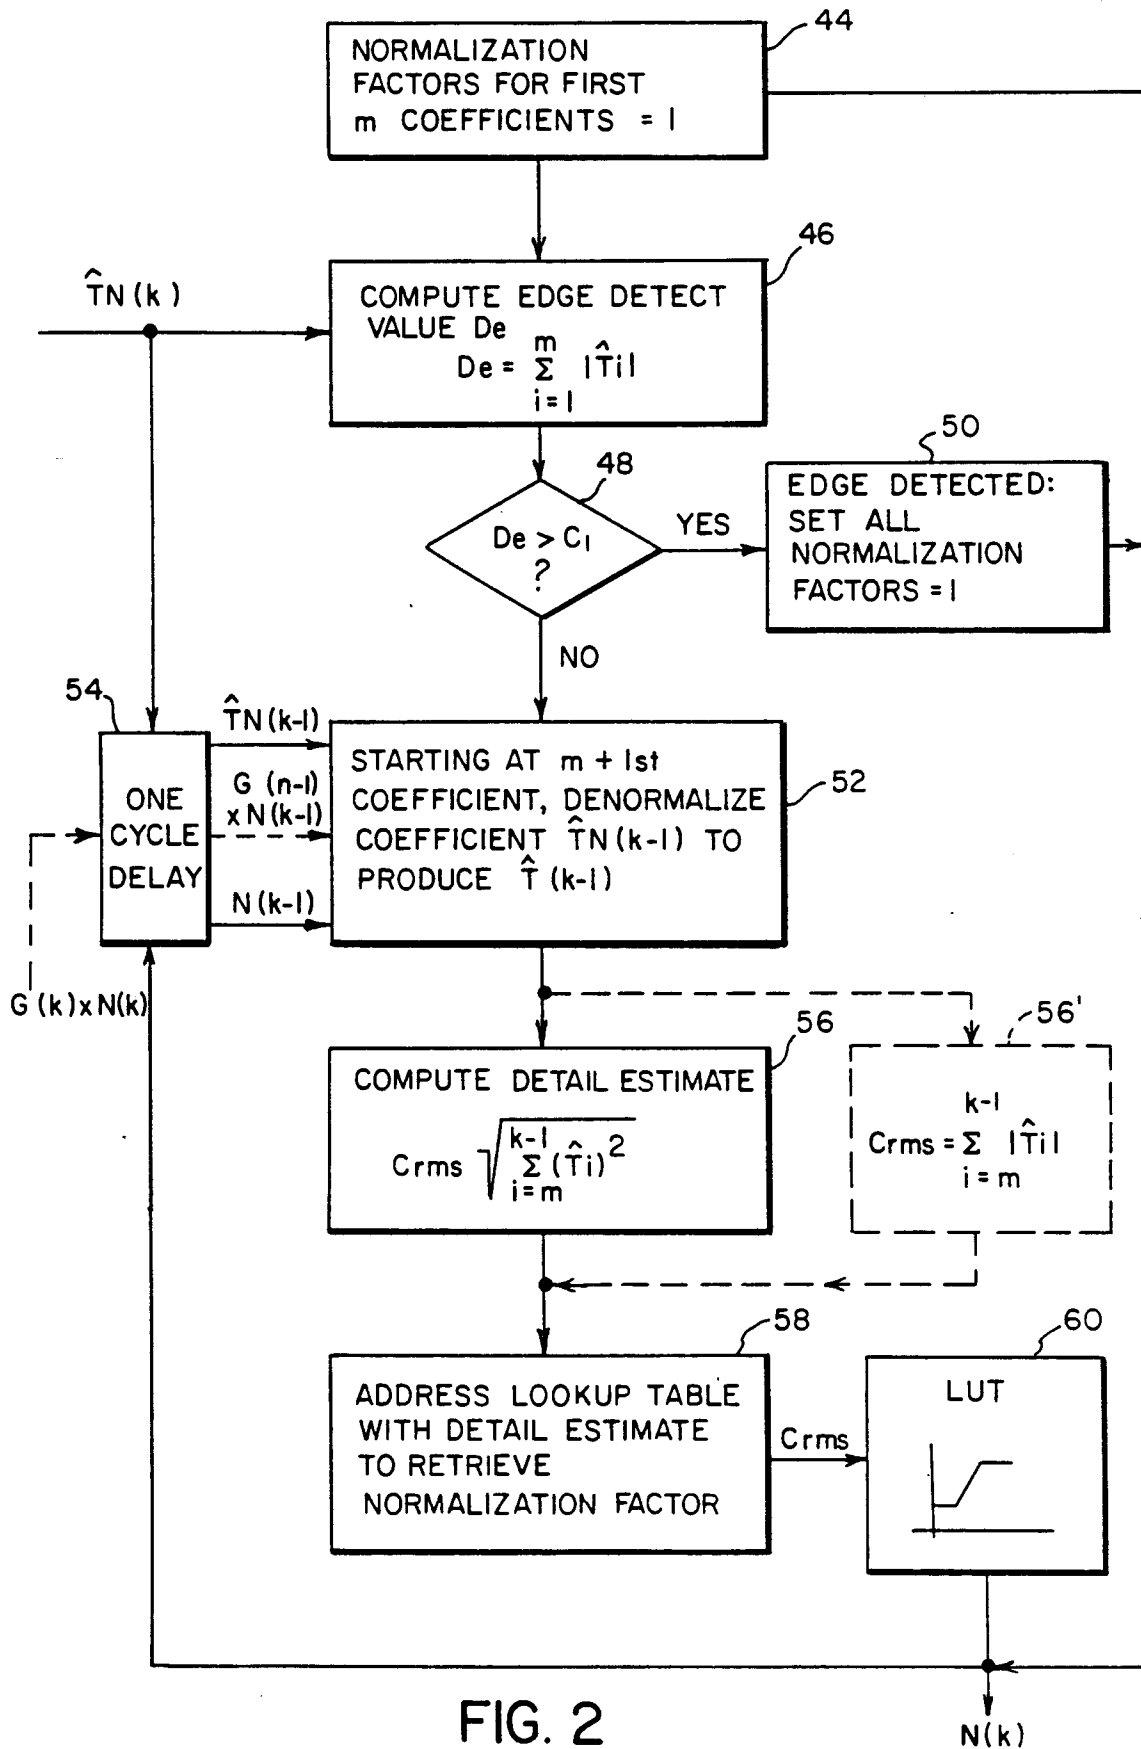 44
NORMALIZATION
FACTORS FOR FIRST
m COEFFICIENTS = 1
46
T̂N(k)
COMPUTE EDGE DETECT
VALUE De
m
De = Σ |T̂i|
i = 1
48
De > C1
?
YES
50
EDGE DETECTED:
SET ALL
NORMALIZATION
FACTORS = 1
NO
54
ONE
CYCLE
DELAY
T̂N(k-1)
G (n-1)
xN(k-1)
N(k-1)
G(k)xN(k)
52
STARTING AT m + 1st
COEFFICIENT, DENORMALIZE
COEFFICIENT T̂N(k-1) TO
PRODUCE T̂(k-1)
56
COMPUTE DETAIL ESTIMATE
k-1
Crms √Σ(T̂i)²
i = m
56'
k-1
Crms = Σ |T̂i|
i = m
58
ADDRESS LOOKUP TABLE
WITH DETAIL ESTIMATE
TO RETRIEVE
NORMALIZATION FACTOR
Crms
60
LUT
N(k)
FIG. 2